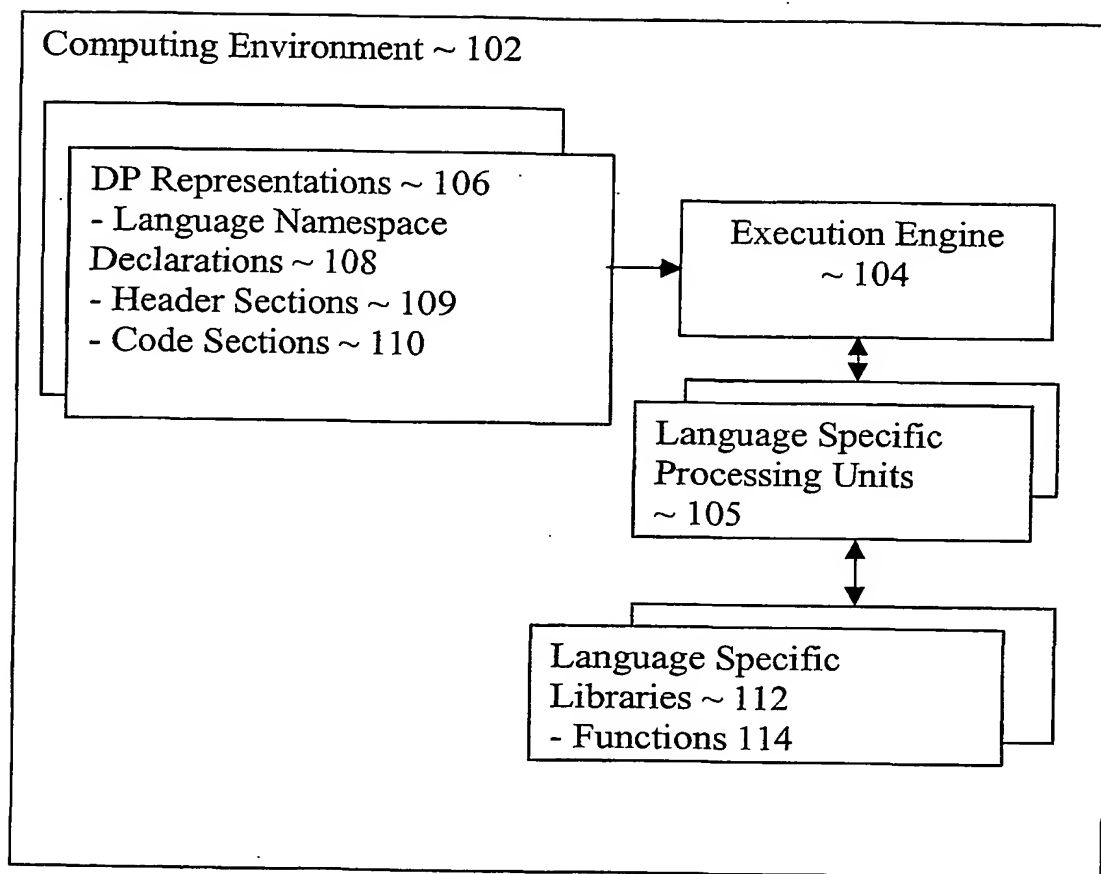 Computing Environment ~ 102
DP Representations ~ 106
- Language Namespace
Declarations ~ 108
- Header Sections ~ 109
- Code Sections ~ 110
Execution Engine
~ 104
Language Specific
Processing Units
~ 105
Language Specific
Libraries ~ 112
- Functions 114